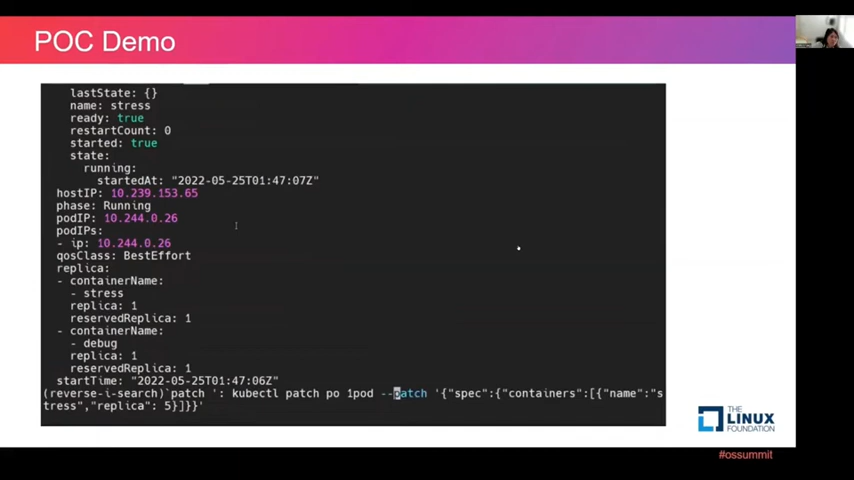 POC Demo
lastState: {}
name: stress
ready: true
restartCount: 0
started: true
state:
running:
startedAt: "2022-05-25T01:47:07Z"
hostIP: 10.239.153.65
phase: Running
podIP: 10.244.0.26
podIPs:
- ip: 10.244.0.26
qosClass: BestEffort
replica:
- containerName:
- stress
replica: 1
reservedReplica: 1
- containerName:
- debug
replica: 1
reservedReplica: 1
startTime: "2022-05-25T01:47:06Z"
(reverse-i-search)`patch ': kubectl patch po 1pod --patch '{"spec":{"containers":[{"name":"s
tress","replica": 5}]}}'
THE
LINUX
FOUNDATION
#ossummit